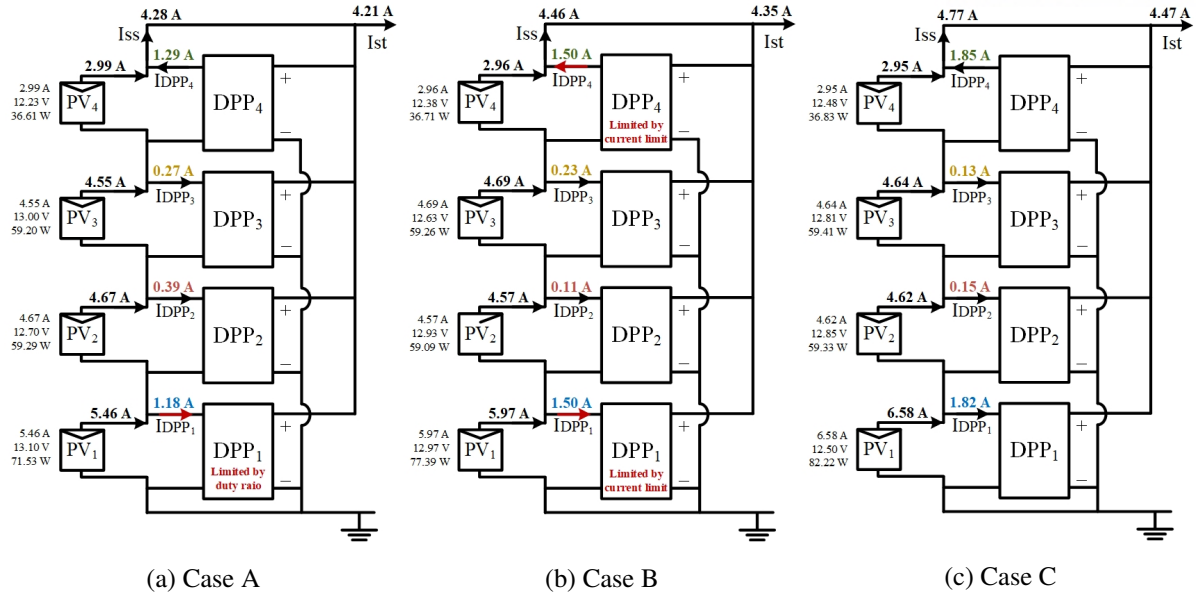 4.28 A
4.21 A
Iss
Ist
1.29 A
2.99 A
IDPP4
2.99 A
12.23 V
36.61 W
PV4
DPP4
+
−
0.27 A
4.55 A
IDPP3
4.55 A
13.00 V
59.20 W
PV3
DPP3
+
−
0.39 A
4.67 A
IDPP2
4.67 A
12.70 V
59.29 W
PV2
DPP2
+
−
1.18 A
5.46 A
IDPP1
5.46 A
13.10 V
71.53 W
PV1
DPP1
Limited by
duty raio
+
−
(a) Case A
4.46 A
4.35 A
Iss
Ist
1.50 A
2.96 A
IDPP4
2.96 A
12.38 V
36.71 W
PV4
DPP4
Limited by
current limit
+
−
0.23 A
4.69 A
IDPP3
4.69 A
12.63 V
59.26 W
PV3
DPP3
+
−
0.11 A
4.57 A
IDPP2
4.57 A
12.93 V
59.09 W
PV2
DPP2
+
−
1.50 A
5.97 A
IDPP1
5.97 A
12.97 V
77.39 W
PV1
DPP1
Limited by
current limit
+
−
(b) Case B
4.77 A
4.47 A
Iss
Ist
1.85 A
2.95 A
IDPP4
2.95 A
12.48 V
36.83 W
PV4
DPP4
+
−
0.13 A
4.64 A
IDPP3
4.64 A
12.81 V
59.41 W
PV3
DPP3
+
−
0.15 A
4.62 A
IDPP2
4.62 A
12.85 V
59.33 W
PV2
DPP2
+
−
1.82 A
6.58 A
IDPP1
6.58 A
12.50 V
82.22 W
PV1
DPP1
+
−
(c) Case C